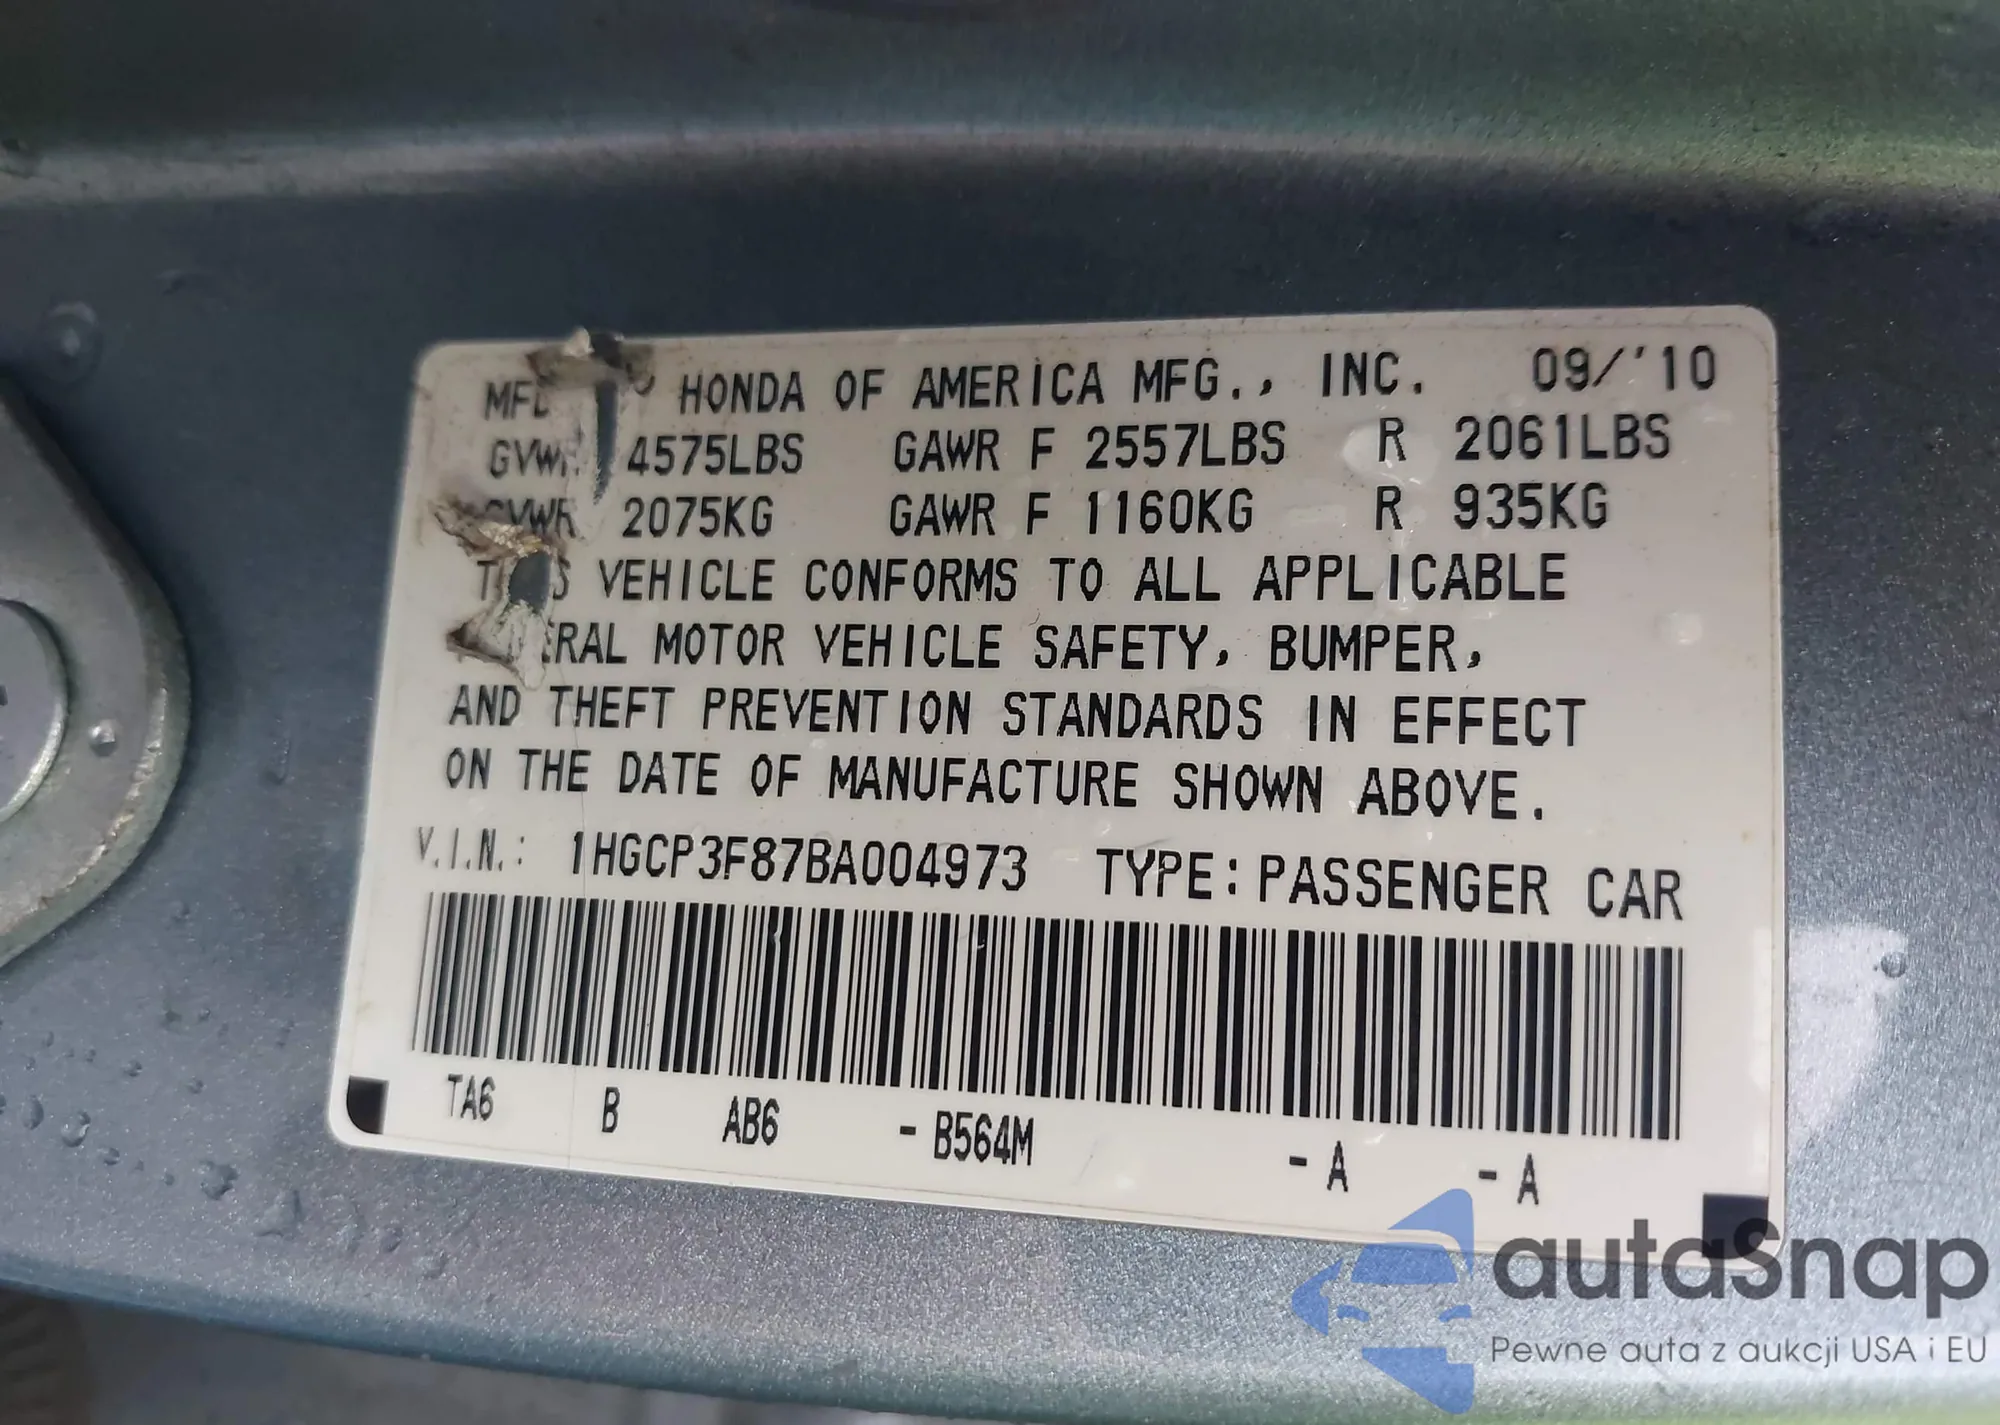 HONDA OF AMERICA MFG., INC. 09/'10
4575LBS GAWR F 2557LBS R 2061LBS
GVWR 2075KG GAWR F 1160KG R 935KG
VEHICLE CONFORMS TO ALL APPLICABLE
MOTOR VEHICLE SAFETY, BUMPER,
AND THEFT PREVENTION STANDARDS IN EFFECT
ON THE DATE OF MANUFACTURE SHOWN ABOVE.
V.I.N.: 1HGCP3F87BA004973 TYPE: PASSENGER CAR
TA6 B AB6 - B564M - A - A
autaSnap
Pewne auta z aukcji USA i EU